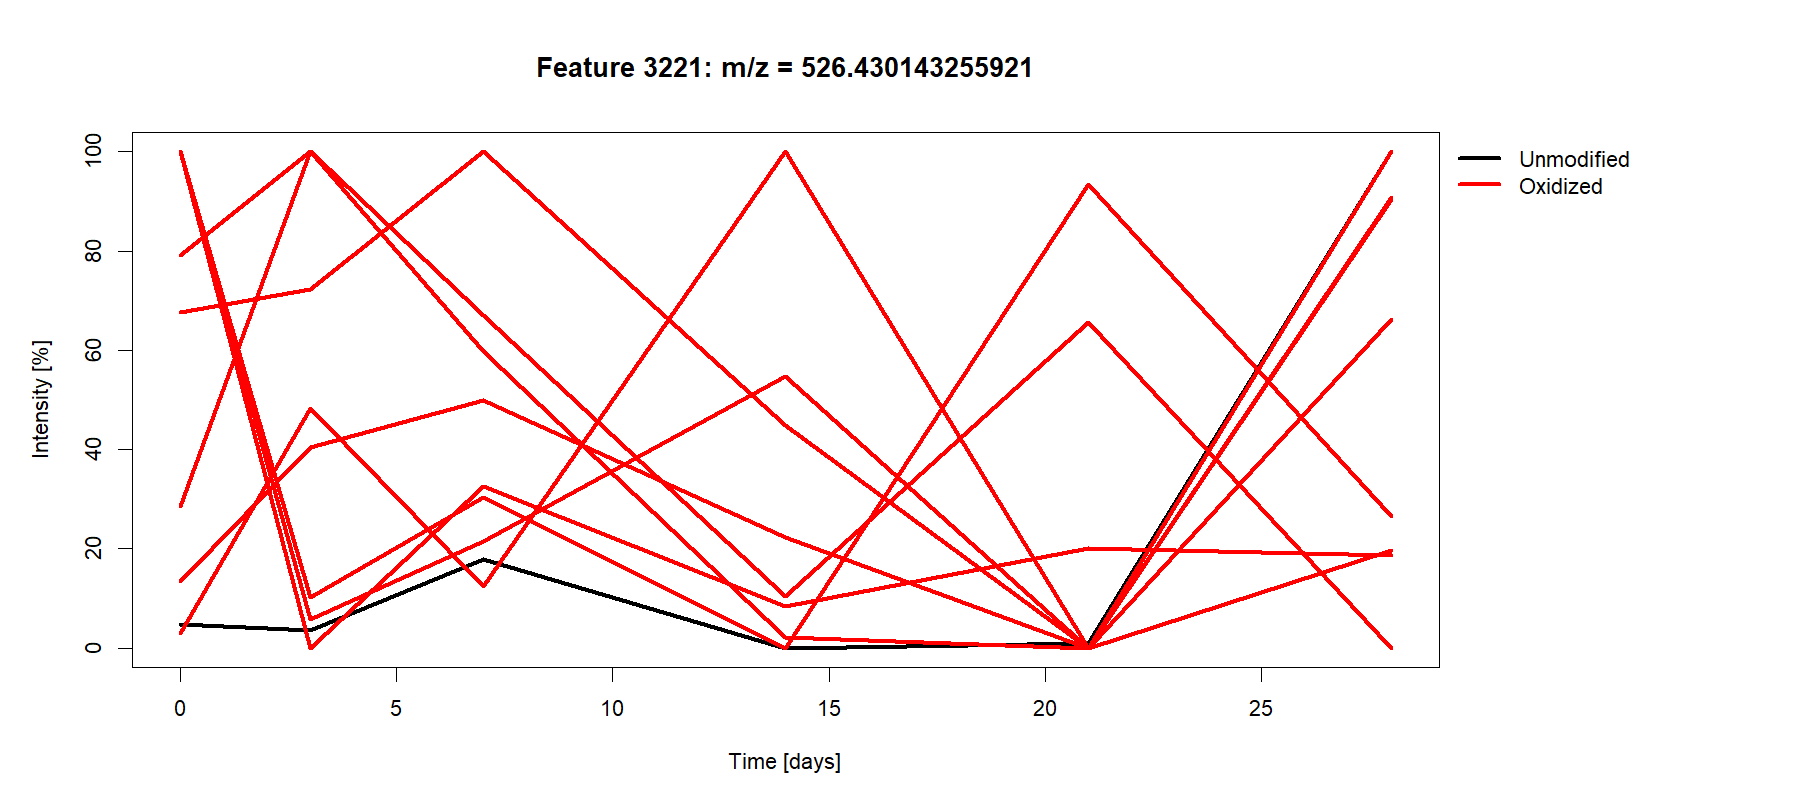 Feature 3221: m/z = 526.430143255921
Unmodified
Oxidized
Intensity [%]
100
80
60
40
20
0
0 5 10 15 20 25
Time [days]